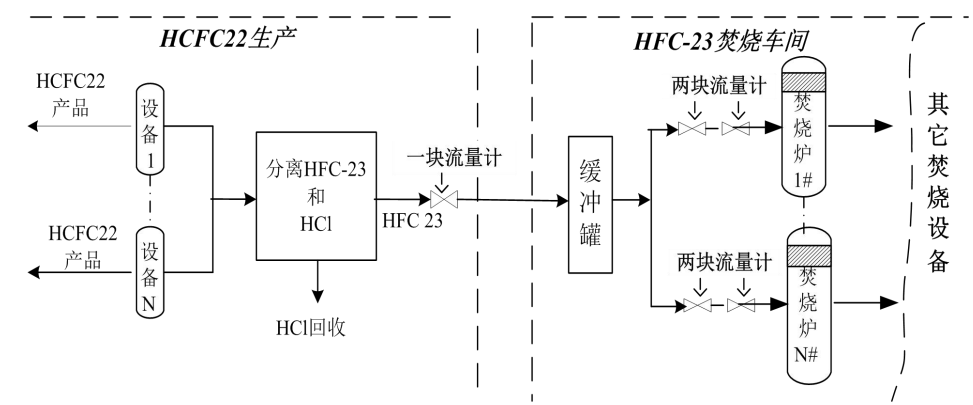 HCFC22生产
HCFC22
产品
设备1
分离HFC-23
和
HCl
HCl回收
HFC 23
一块流量计
HCFC22
产品
设备N
HFC-23焚烧车间
缓冲罐
两块流量计
焚烧炉1#
两块流量计
焚烧炉N#
其它焚烧设备